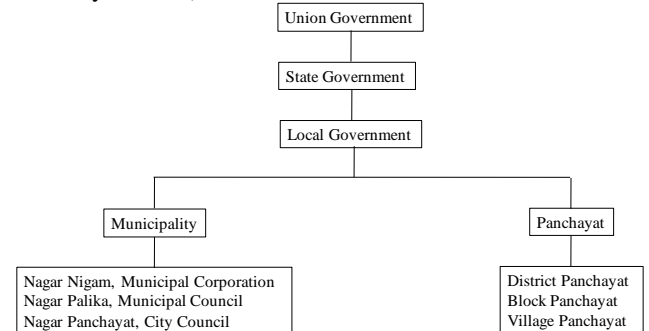 Union Government
State Government
Local Government
Municipality
Panchayat
Nagar Nigam, Municipal Corporation
Nagar Palika, Municipal Council
Nagar Panchayat, City Council
District Panchayat
Block Panchayat
Village Panchayat